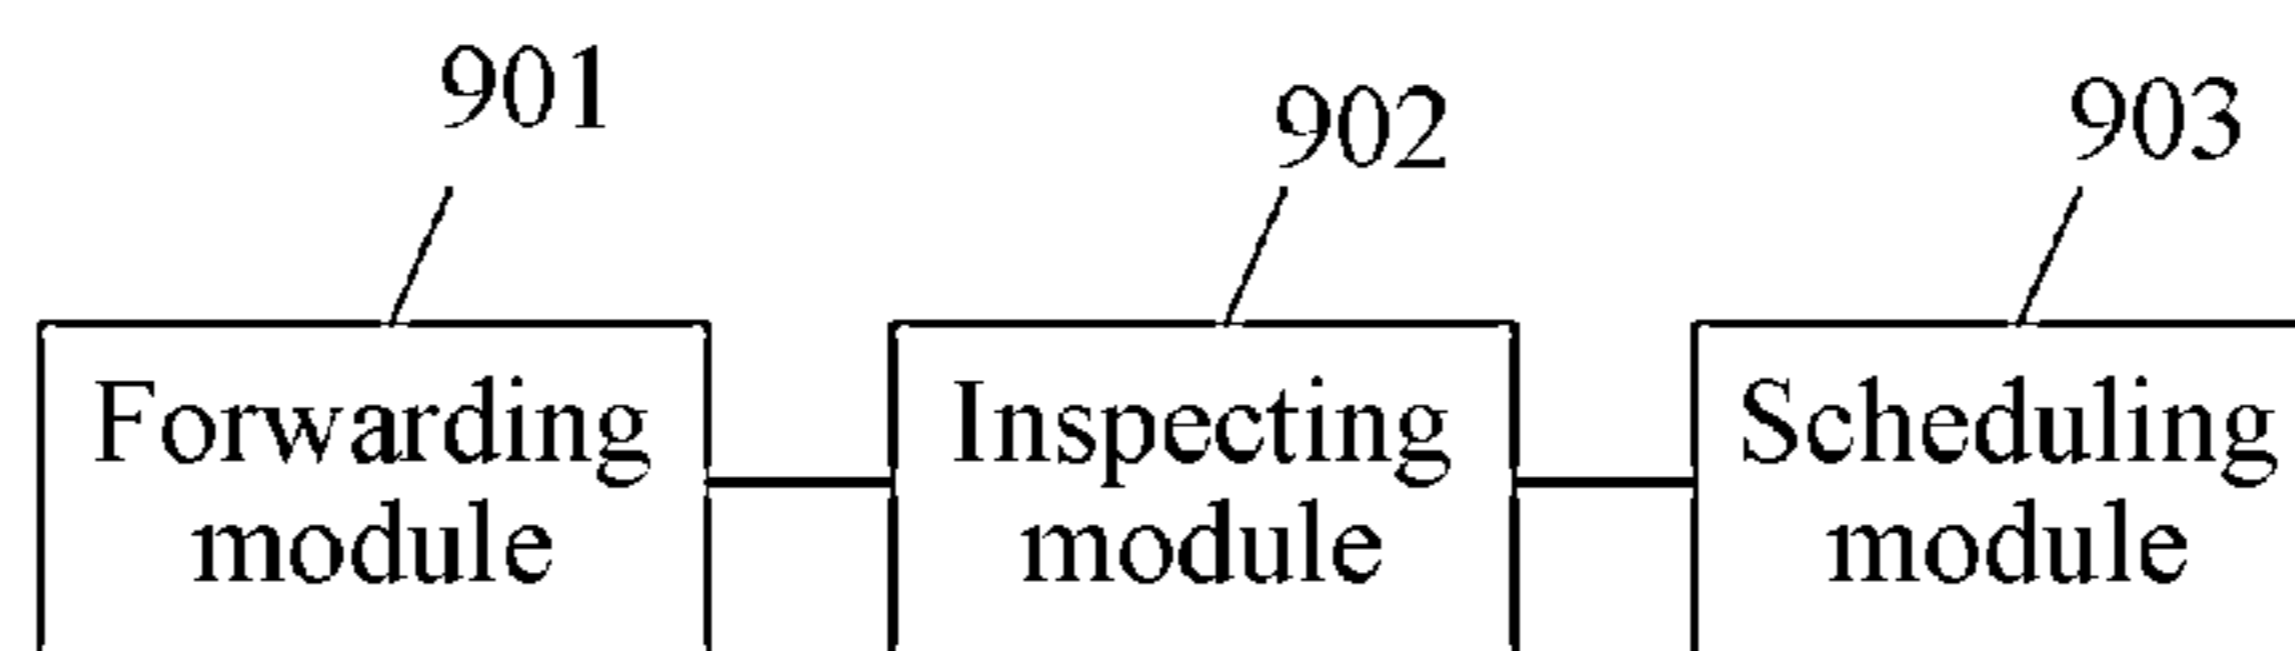 901
902
903
Forwarding
module
Inspecting
module
Scheduling
module